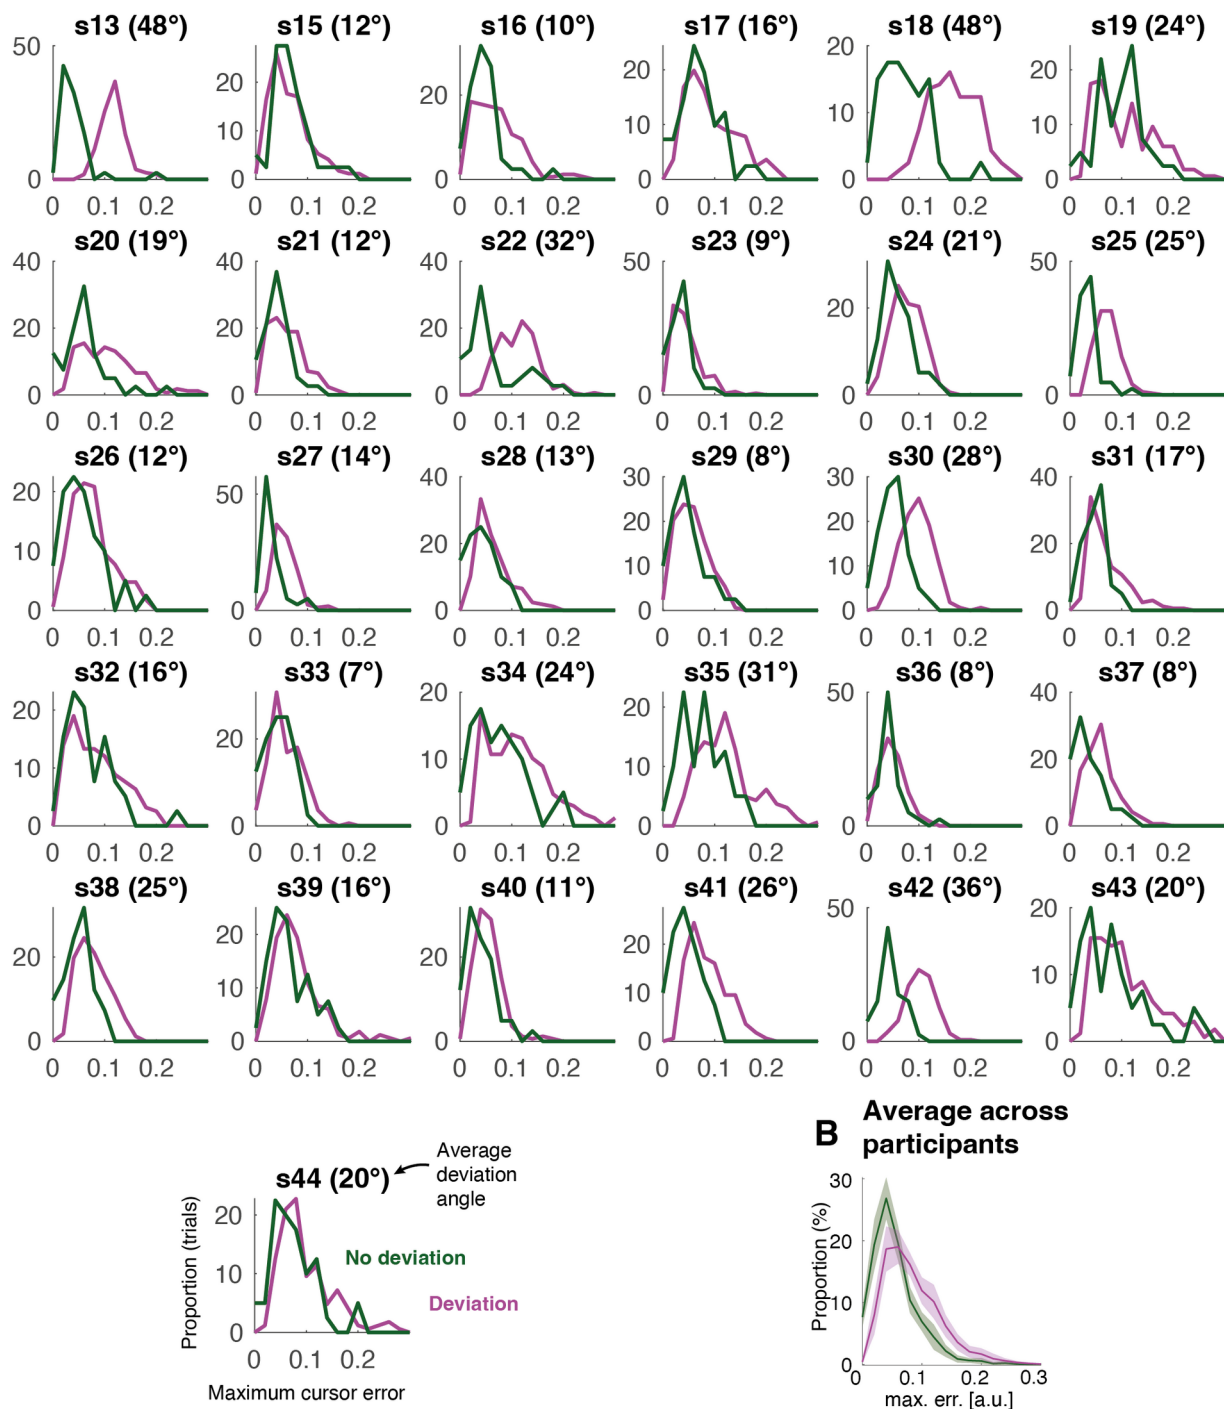 s13 (48°) s15 (12°) s16 (10°) s17 (16°) s18 (48°) s19 (24°)
50 20 20 20 20 20
10 10 10 10
0 0 0 0 0 0
0 0.1 0.2 0 0.1 0.2 0 0.1 0.2 0 0.1 0.2 0 0.1 0.2 0 0.1 0.2
s20 (19°) s21 (12°) s22 (32°) s23 (9°) s24 (21°) s25 (25°)
40 40 40 50 20 50
20 20 20
0 0 0 0 0 0
0 0.1 0.2 0 0.1 0.2 0 0.1 0.2 0 0.1 0.2 0 0.1 0.2 0 0.1 0.2
s26 (12°) s27 (14°) s28 (13°) s29 (8°) s30 (28°) s31 (17°)
20 50 40 30 30 40
10 20 20 20 20
10 10
0 0 0 0 0 0
0 0.1 0.2 0 0.1 0.2 0 0.1 0.2 0 0.1 0.2 0 0.1 0.2 0 0.1 0.2
s32 (16°) s33 (7°) s34 (24°) s35 (31°) s36 (8°) s37 (8°)
20 20 20 20 50 40
10 10 10 20
0 0 0 0 0 0
0 0.1 0.2 0 0.1 0.2 0 0.1 0.2 0 0.1 0.2 0 0.1 0.2 0 0.1 0.2
s38 (25°) s39 (16°) s40 (11°) s41 (26°) s42 (36°) s43 (20°)
20 20 20 20 50 20
10 10 10
0 0 0 0 0 0
0 0.1 0.2 0 0.1 0.2 0 0.1 0.2 0 0.1 0.2 0 0.1 0.2 0 0.1 0.2
s44 (20°)
Average
deviation
angle
Proportion (trials)
20
10
0
0 0.1 0.2
Maximum cursor error
No deviation
Deviation
B
Average across
participants
Proportion (%)
30
20
10
0
0 0.1 0.2 0.3
max. err. [a.u.]